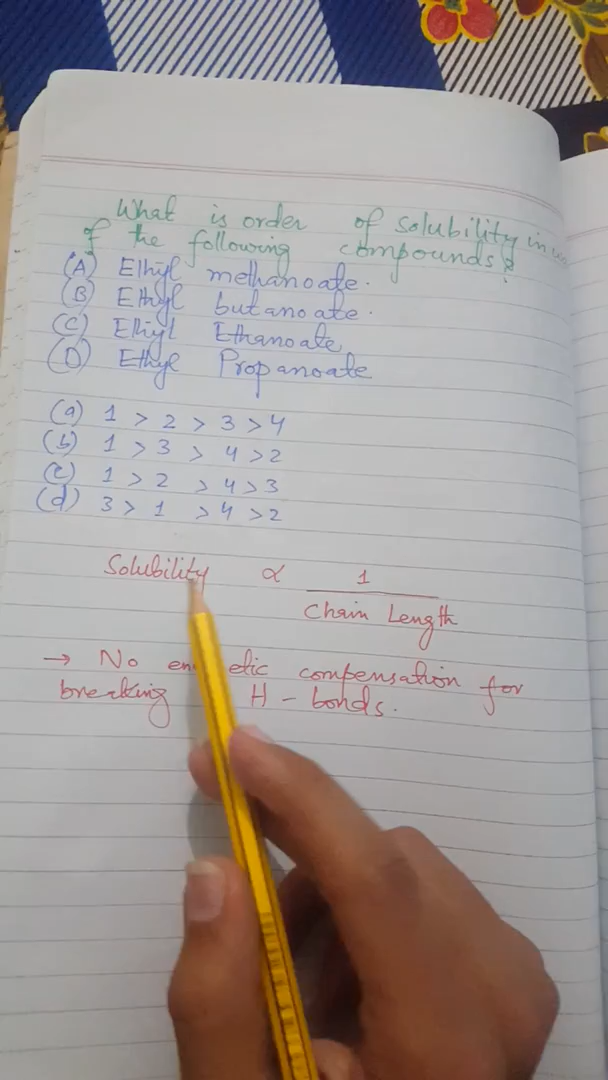 What is order of solubility in
of the following compounds?
(A) Ethyl methanoate.
(B) Ethyl butanoate.
(C) Ethyl Ethanoate
(D) Ethyl Propanoate
(a) 1 > 2 > 3 > 4
(b) 1 > 3 > 4 > 2
(c) 1 > 2 > 4 > 3
(d) 3 > 1 > 4 > 2
Solubility ∝ 1
Chain Length
→ No compensation for
breaking H - bonds.